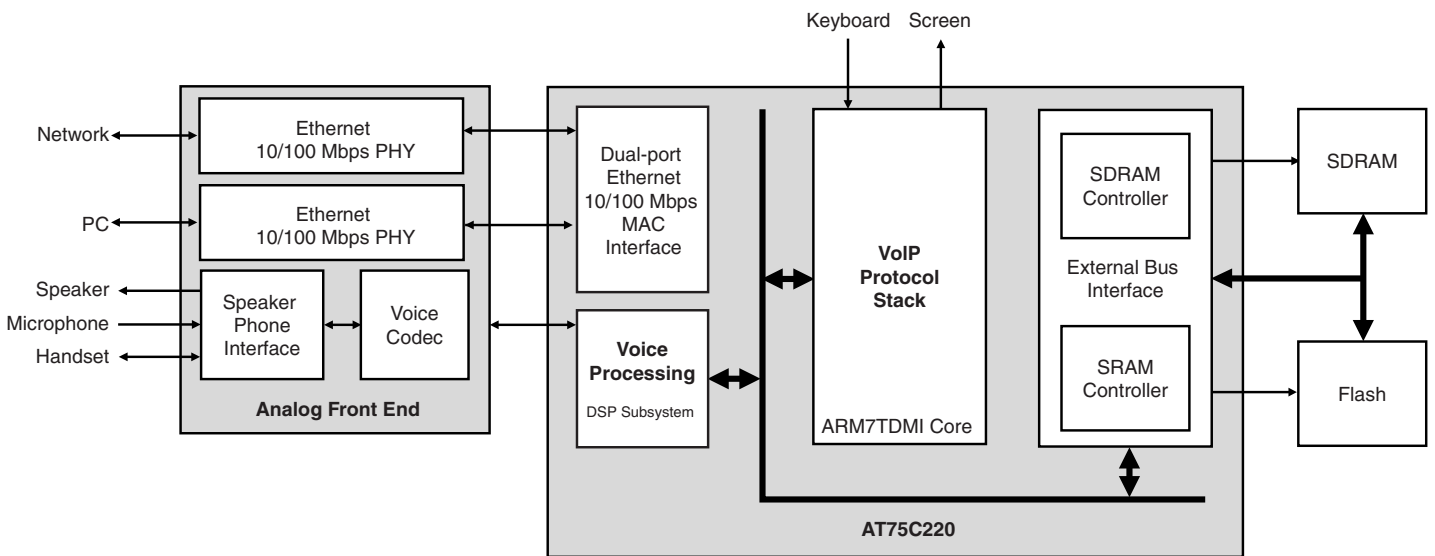 Keyboard
Screen
Network
Ethernet
10/100 Mbps PHY
PC
Ethernet
10/100 Mbps PHY
Speaker
Microphone
Handset
Speaker
Phone
Interface
Voice
Codec
Analog Front End
Dual-port
Ethernet
10/100 Mbps
MAC
Interface
Voice
Processing
DSP Subsystem
VoIP
Protocol
Stack
ARM7TDMI Core
SDRAM
Controller
External Bus
Interface
SRAM
Controller
AT75C220
SDRAM
Flash